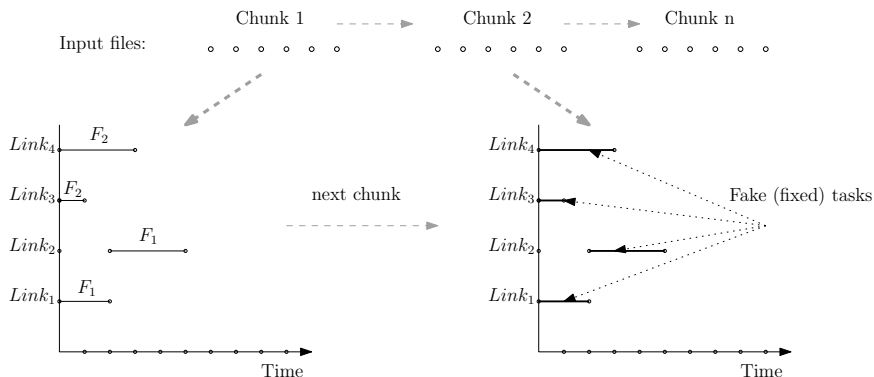 Chunk 1
Chunk 2
Chunk n
Input files:
Link₄
F₂
Link₃
F₂
Link₂
F₁
Link₁
F₁
Time
next chunk
Link₄
Link₃
Link₂
Link₁
Fake (fixed) tasks
Time